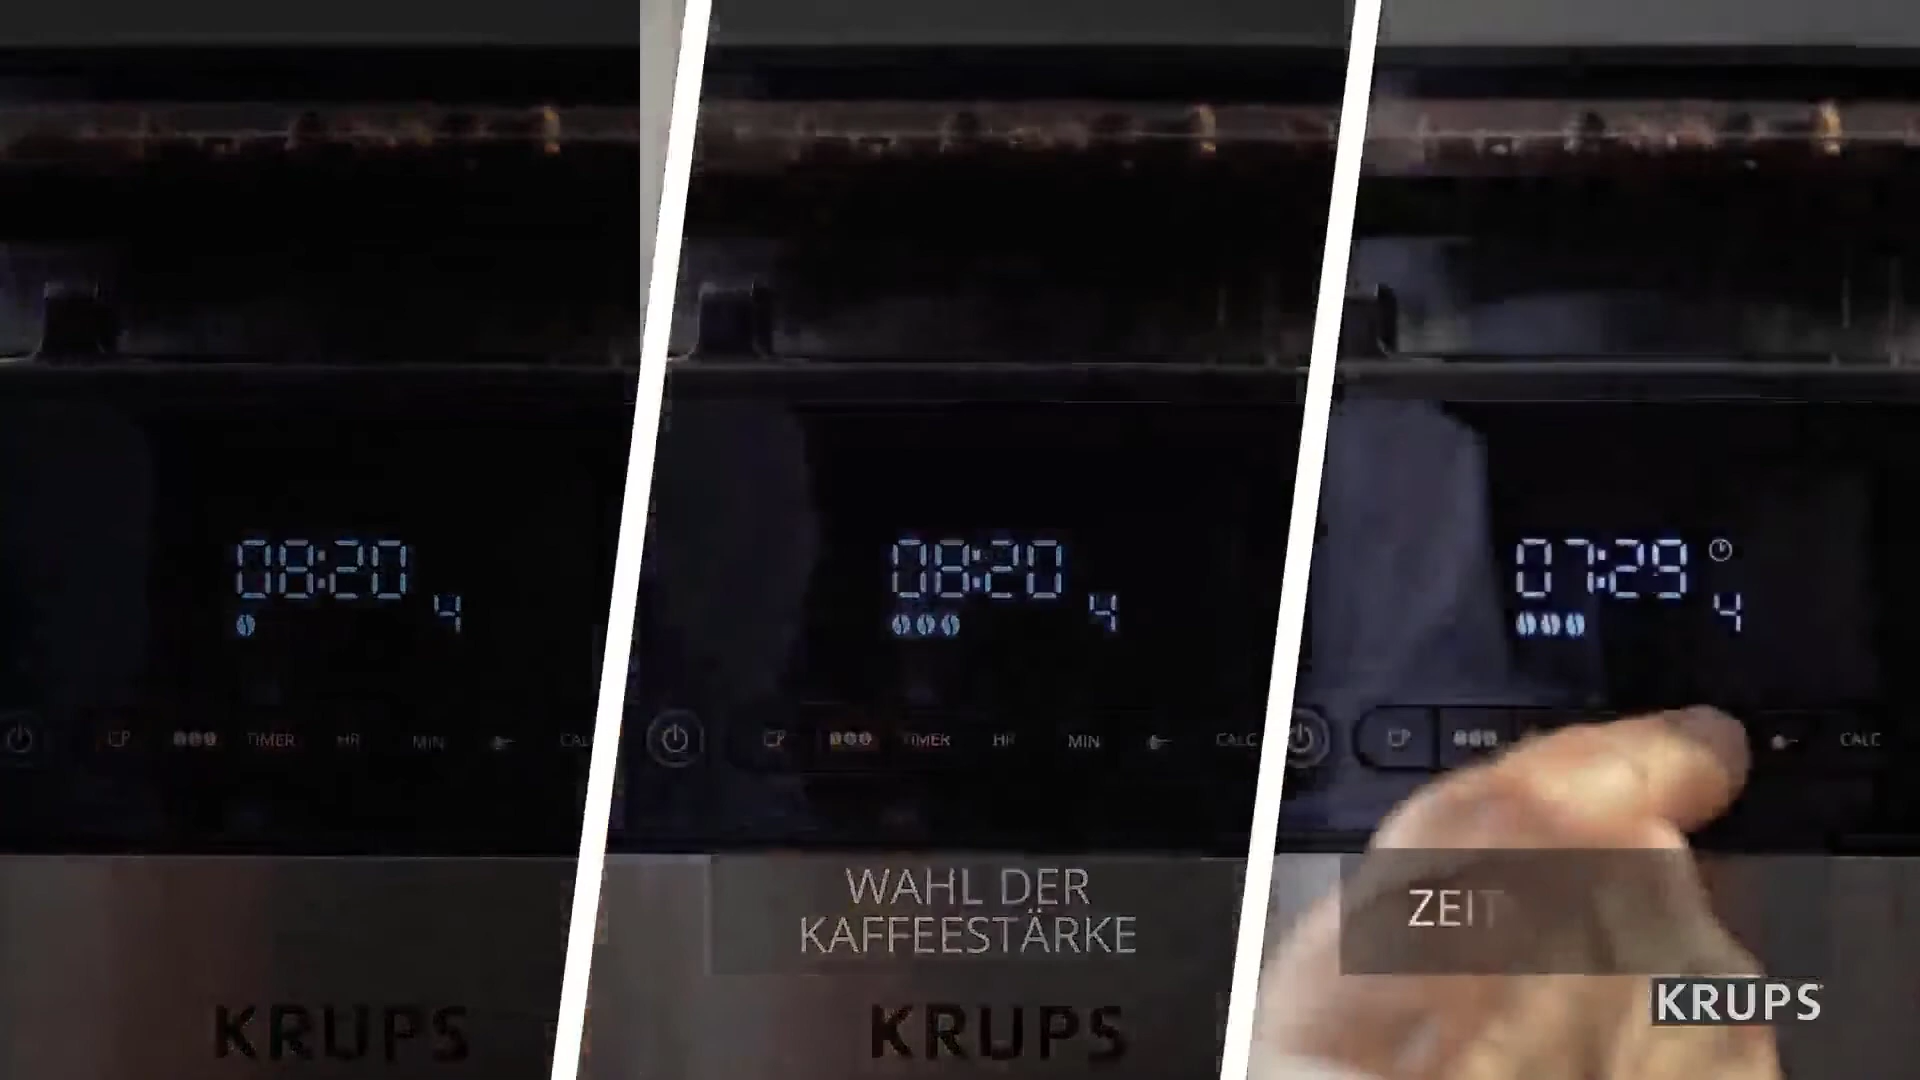 08:20
4
TIMER HR MIN CALC
KRUPS
08:20
4
TIMER HR MIN CALC
WAHL DER
KAFFEESTÄRKE
KRUPS
07:29
4
CALC
ZEIT
KRUPS